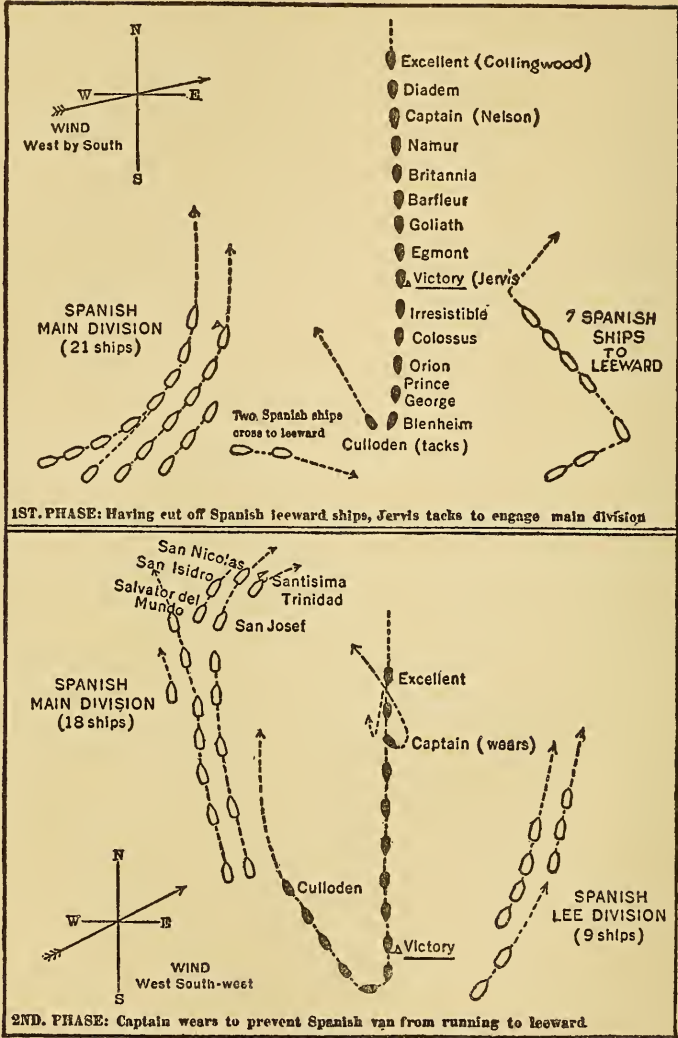 N
W E
S
WIND
West by South
Excellent (Collingwood)
Diadem
Captain (Nelson)
Namur
Britannia
Barfleur
Goliath
Egmont
Victory (Jervis
Irresistible
Colossus
Orion
Prince
George
Blenheim
Culloden (tacks)
SPANISH
MAIN DIVISION
(21 ships)
Two Spanish ships
cross to leeward
7 SPANISH
SHIPS
TO
LEEWARD
1ST. PHASE: Having cut off Spanish leeward ships, Jervis tacks to engage main division
San Nicolas
San Isidro
Salvator del
Mundo
Santisima
Trinidad
San Josef
SPANISH
MAIN DIVISION
(18 ships)
Excellent
Captain (wears)
Culloden
Victory
SPANISH
LEE DIVISION
(9 ships)
N
W E
S
WIND
West South-west
2ND. PHASE: Captain wears to prevent Spanish van from running to leeward